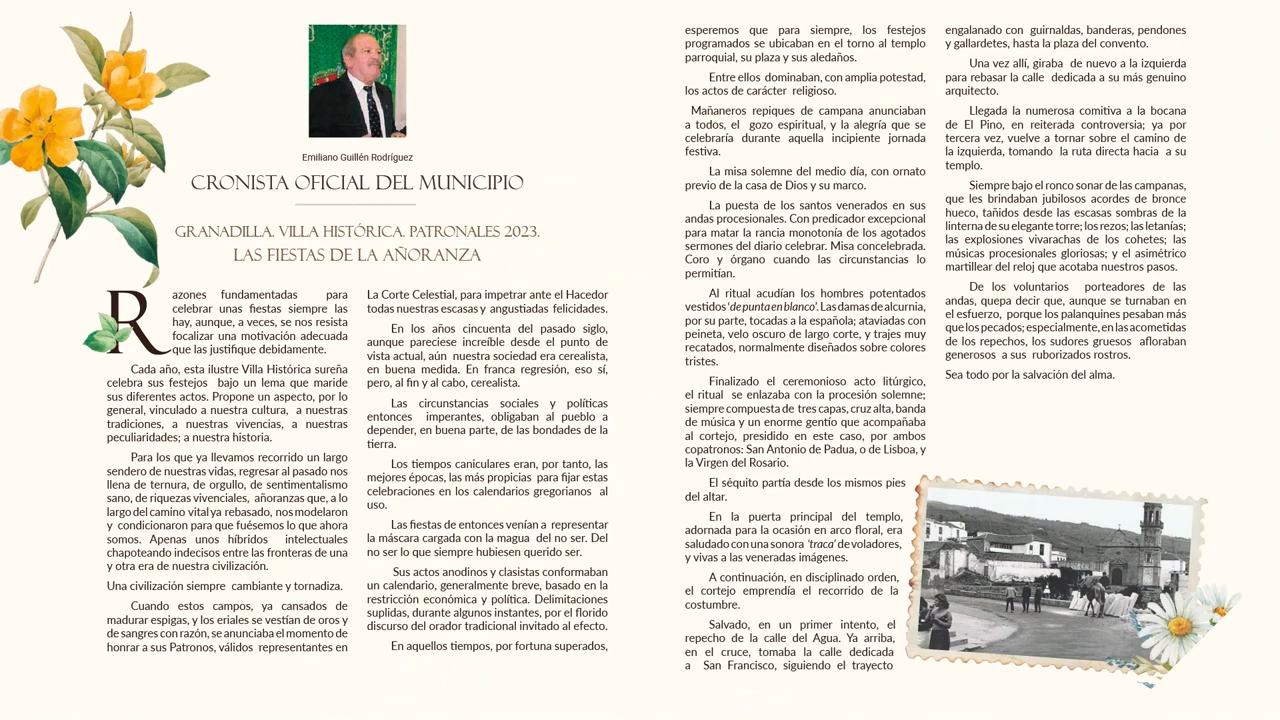 Emiliano Guillén Rodríguez
CRONISTA OFICIAL DEL MUNICIPIO
GRANADILLA. VILLA HISTÓRICA. PATRONALES 2023.
LAS FIESTAS DE LA AÑORANZA
Razones fundamentadas para
celebrar unas fiestas siempre las
hay, aunque, a veces, se nos resista
focalizar una motivación adecuada
que las justifique debidamente.
Cada año, esta ilustre Villa Histórica sureña
celebra sus festejos bajo un lema que maride
sus diferentes actos. Propone un aspecto, por lo
general, vinculado a nuestra cultura, a nuestras
tradiciones, a nuestras vivencias, a nuestras
peculiaridades; a nuestra historia.
Para los que ya llevamos recorrido un largo
sendero de nuestras vidas, regresar al pasado nos
llena de ternura, de orgullo, de sentimentalismo
sano, de riquezas vivenciales, añoranzas que, a lo
largo del camino vital ya rebasado, nos modelaron
y condicionaron para que fuésemos lo que ahora
somos. Apenas unos híbridos intelectuales
chapoteando indecisos entre las fronteras de una
y otra era de nuestra civilización.
Una civilización siempre cambiante y tornadiza.
Cuando estos campos, ya cansados de
madurar espigas, y los eriales se vestían de oros y
de sangres con razón, se anunciaba el momento de
honrar a sus Patronos, válidos representantes en
La Corte Celestial, para impetrar ante el Hacedor
todas nuestras escasas y angustiadas felicidades.
En los años cincuenta del pasado siglo,
aunque pareciese increíble desde el punto de
vista actual, aún nuestra sociedad era cerealista,
en buena medida. En franca regresión, eso sí,
pero, al fin y al cabo, cerealista.
Las circunstancias sociales y políticas
entonces imperantes, obligaban al pueblo a
depender, en buena parte, de las bondades de la
tierra.
Los tiempos caniculares eran, por tanto, las
mejores épocas, las más propicias para fijar estas
celebraciones en los calendarios gregorianos al
uso.
Las fiestas de entonces venían a representar
la máscara cargada con la magua del no ser. Del
no ser lo que siempre hubiesen querido ser.
Sus actos anodinos y clasistas conformaban
un calendario, generalmente breve, basado en la
restricción económica y política. Delimitaciones
suplidas, durante algunos instantes, por el florido
discurso del orador tradicional invitado al efecto.
En aquellos tiempos, por fortuna superados,
esperemos que para siempre, los festejos
programados se ubicaban en el torno al templo
parroquial, su plaza y sus aledaños.
Entre ellos dominaban, con amplia potestad,
los actos de carácter religioso.
Mañaneros repiques de campana anunciaban
a todos, el gozo espiritual, y la alegría que se
celebraría durante aquella incipiente jornada
festiva.
La misa solemne del medio día, con ornato
previo de la casa de Dios y su marco.
La puesta de los santos venerados en sus
andas procesionales. Con predicador excepcional
para matar la rancia monotonía de los agotados
sermones del diario celebrar. Misa concelebrada.
Coro y órgano cuando las circunstancias lo
permitían.
Al ritual acudían los hombres potentados
vestidos 'de punta en blanco'. Las damas de alcurnia,
por su parte, tocadas a la española; ataviadas con
peineta, velo oscuro de largo corte, y trajes muy
recatados, normalmente diseñados sobre colores
tristes.
Finalizado el ceremonioso acto litúrgico,
el ritual se enlazaba con la procesión solemne;
siempre compuesta de tres capas, cruz alta, banda
de música y un enorme gentío que acompañaba
al cortejo, presidido en este caso, por ambos
copatronos: San Antonio de Padua, o de Lisboa, y
la Virgen del Rosario.
El séquito partía desde los mismos pies
del altar.
En la puerta principal del templo,
adornada para la ocasión en arco floral, era
saludado con una sonora 'traca' de voladores,
y vivas a las veneradas imágenes.
A continuación, en disciplinado orden,
el cortejo emprendía el recorrido de la
costumbre.
Salvado, en un primer intento, el
repecho de la calle del Agua. Ya arriba,
en el cruce, tomaba la calle dedicada
a San Francisco, siguiendo el trayecto
engalanado con guirnaldas, banderas, pendones
y gallardetes, hasta la plaza del convento.
Una vez allí, giraba de nuevo a la izquierda
para rebasar la calle dedicada a su más genuino
arquitecto.
Llegada la numerosa comitiva a la bocana
de El Pino, en reiterada controversia; ya por
tercera vez, vuelve a tornar sobre el camino de
la izquierda, tomando la ruta directa hacia a su
templo.
Siempre bajo el ronco sonar de las campanas,
que les brindaban jubilosos acordes de bronce
hueco, tañidos desde las escasas sombras de la
linterna de su elegante torre; los rezos; las letanías;
las explosiones vivarachas de los cohetes; las
músicas procesionales gloriosas; y el asimétrico
martillear del reloj que acotaba nuestros pasos.
De los voluntarios porteadores de las
andas, quepa decir que, aunque se turnaban en
el esfuerzo, porque los palanquines pesaban más
que los pecados; especialmente, en las acometidas
de los repechos, los sudores gruesos afloraban
generosos a sus ruborizados rostros.
Sea todo por la salvación del alma.